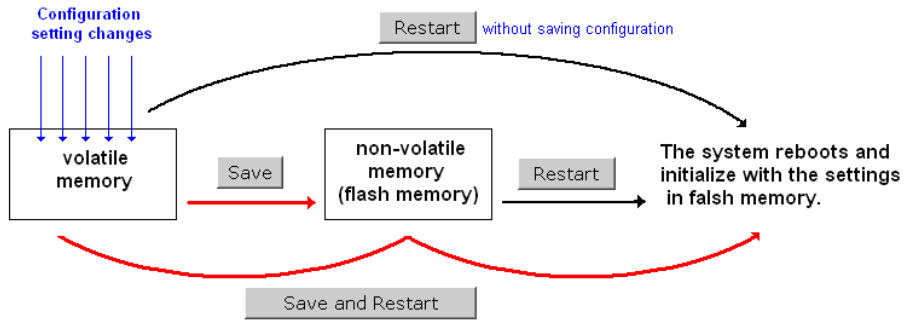 Configuration
setting changes
Restart
without saving configuration
volatile
memory
Save
non-volatile
memory
(flash memory)
Restart
The system reboots and
initialize with the settings
in falsh memory.
Save and Restart